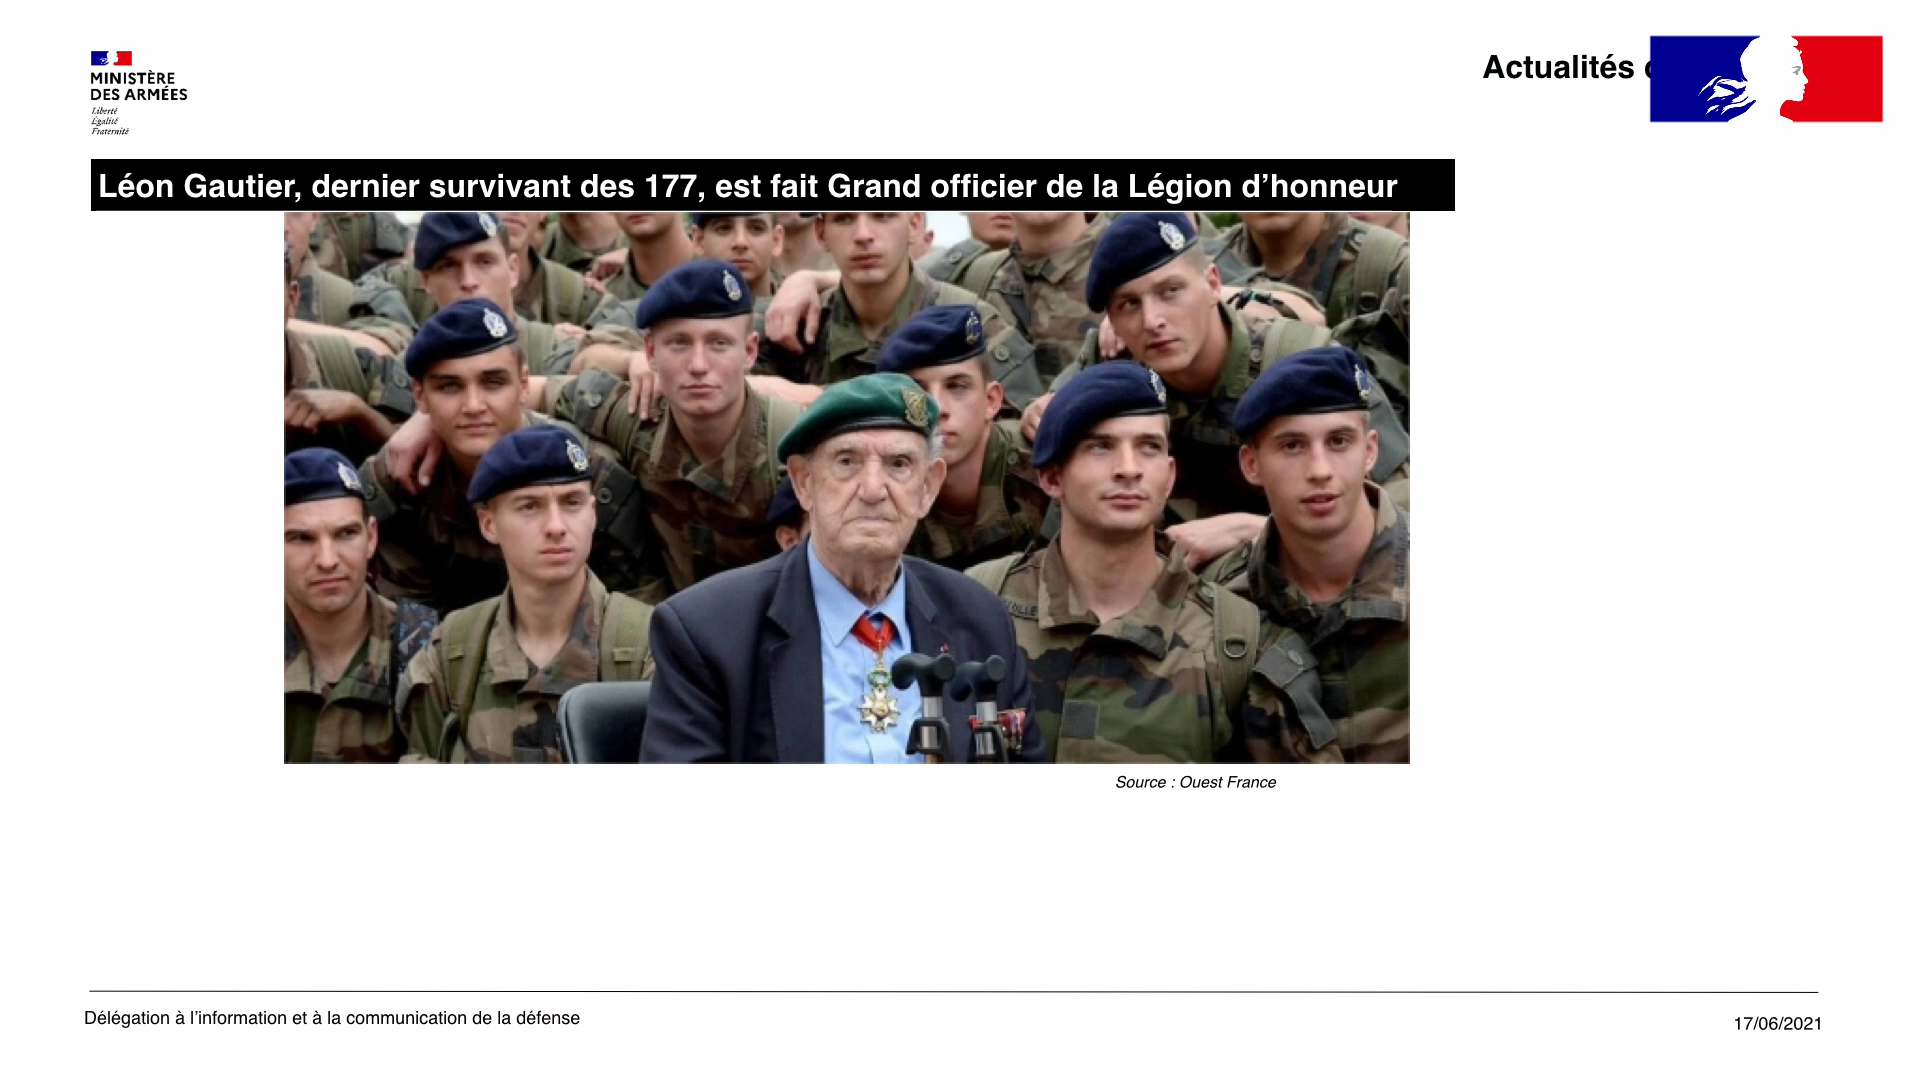 MINISTÈRE
DES ARMÉES
Liberté
Égalité
Fraternité
Actualités
Léon Gautier, dernier survivant des 177, est fait Grand officier de la Légion d’honneur
Source : Ouest France
Délégation à l’information et à la communication de la défense
17/06/2021